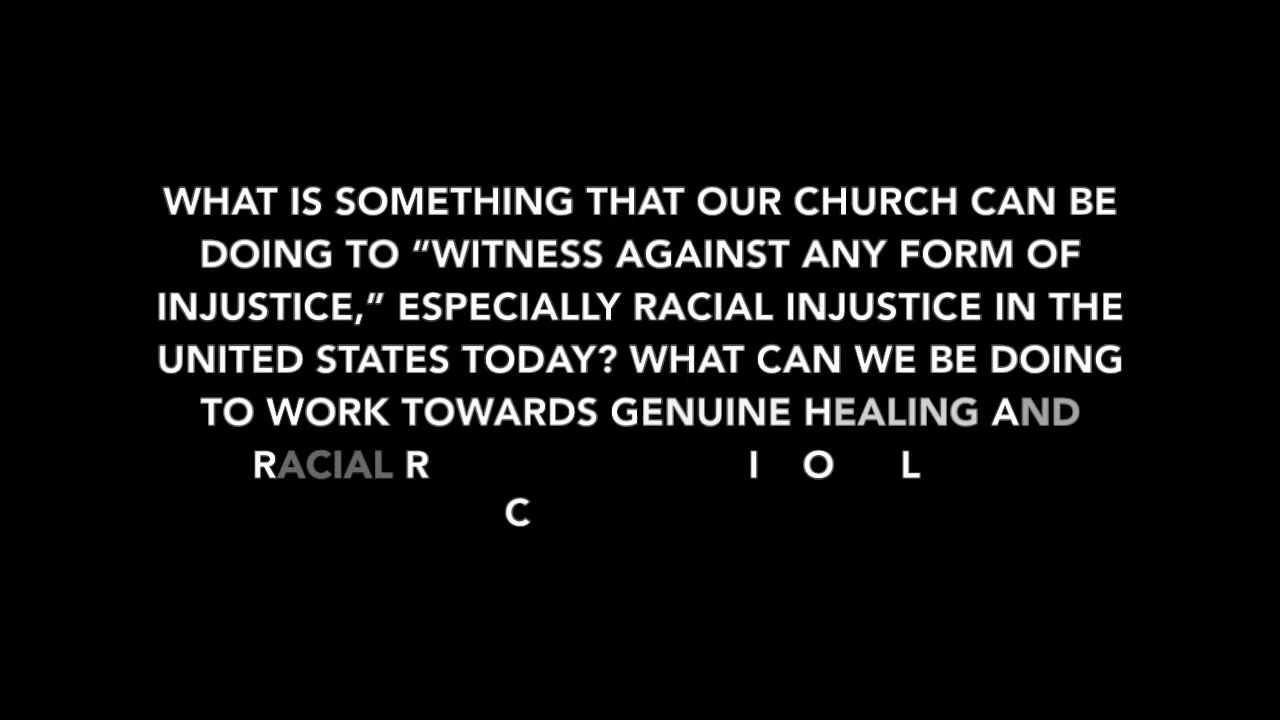 WHAT IS SOMETHING THAT OUR CHURCH CAN BE
DOING TO “WITNESS AGAINST ANY FORM OF
INJUSTICE,” ESPECIALLY RACIAL INJUSTICE IN THE
UNITED STATES TODAY? WHAT CAN WE BE DOING
TO WORK TOWARDS GENUINE HEALING AND
RACIAL R I O L
C